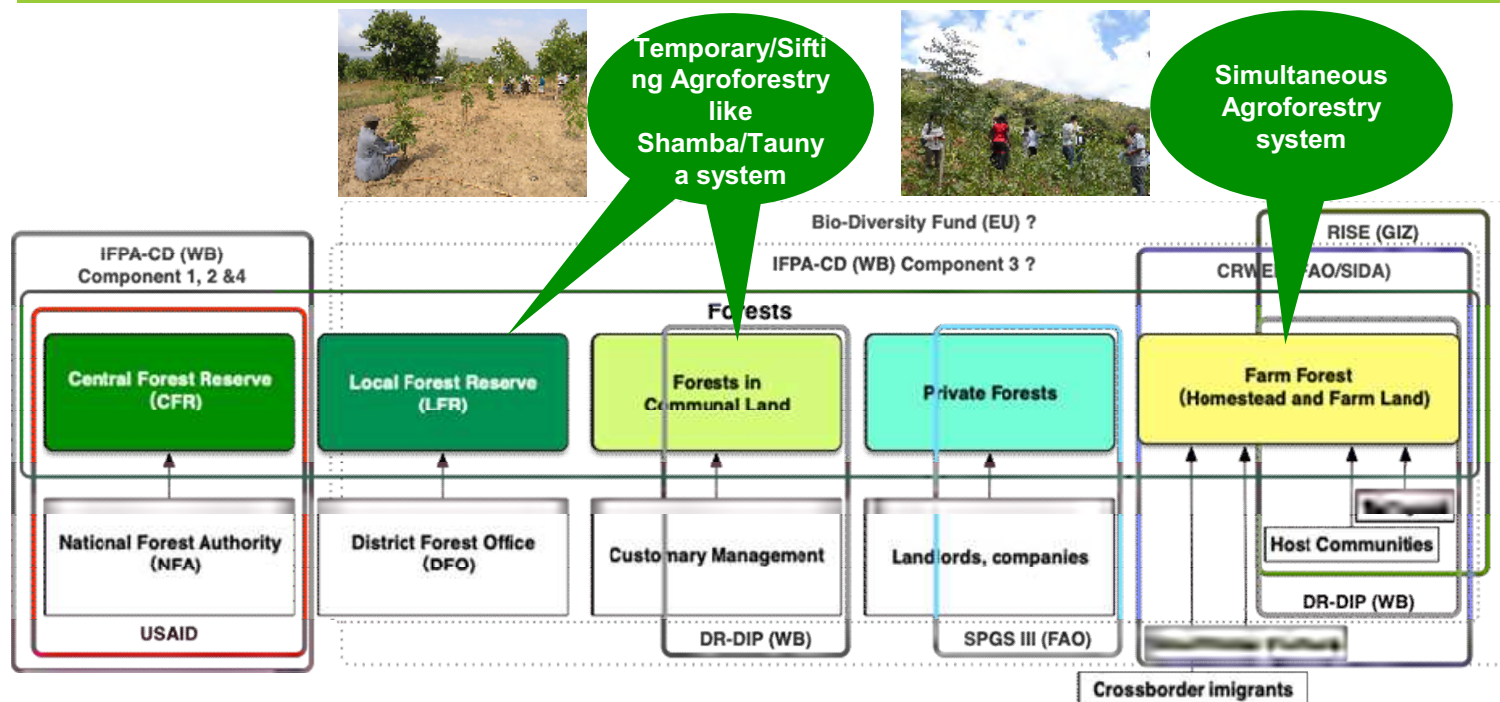 Temporary/Sifti
ng Agroforestry
like
Shamba/Tauny
a system
Simultaneous
Agroforestry
system
Bio-Diversity Fund (EU) ?
RISE (GIZ)
IFPA-CD (WB)
Component 1, 2 &4
IFPA-CD (WB) Component 3 ?
FAO/SIDA)
Forests
Central Forest Reserve
(CFR)
Local Forest Reserve
(LFR)
Forests in
Communal Land
Private Forests
Farm Forest
(Homestead and Farm Land)
National Forest Authority
(NFA)
District Forest Office
(DFO)
Customary Management
Landlords, companies
Host Communities
DR-DIP (WB)
USAID
DR-DIP (WB)
SPGS III (FAO)
Crossborder imigrants